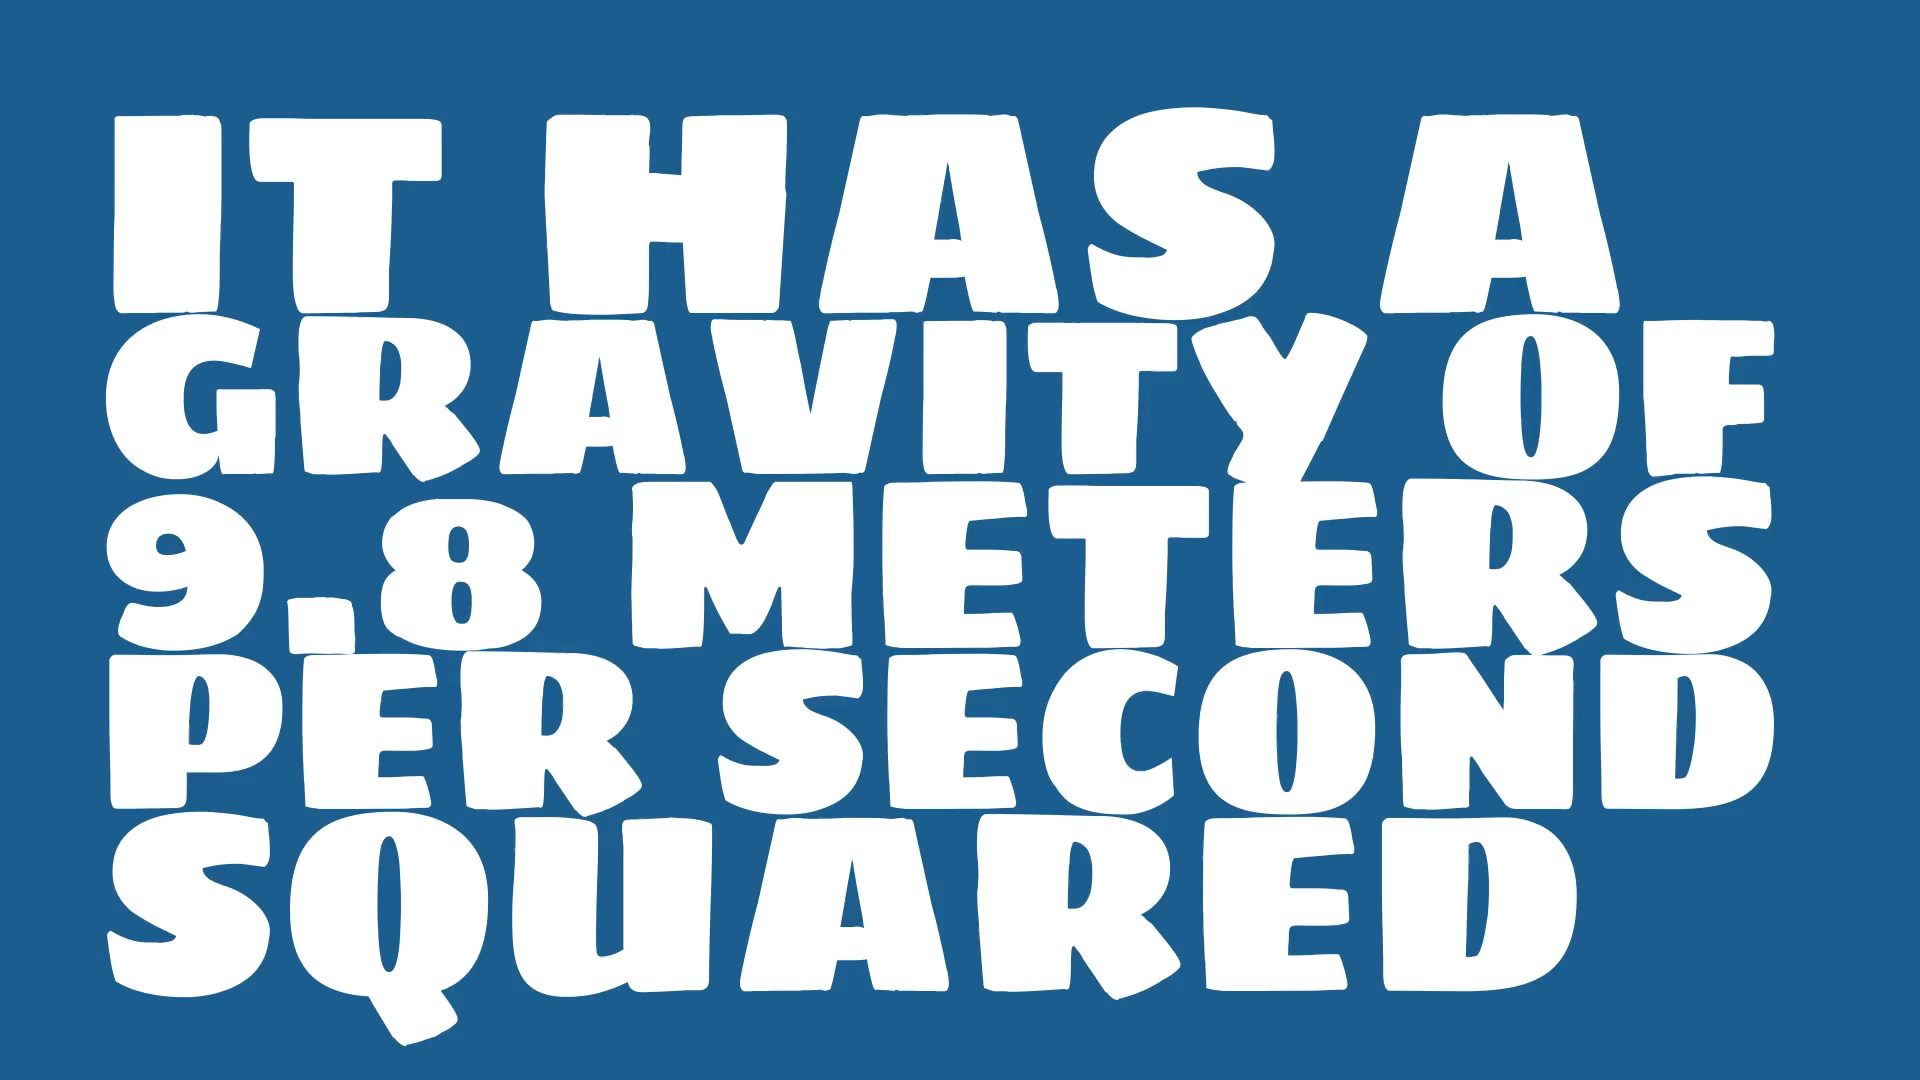 IT HAS A
GRAVITY OF
9.8 METERS
PER SECOND
SQUARED